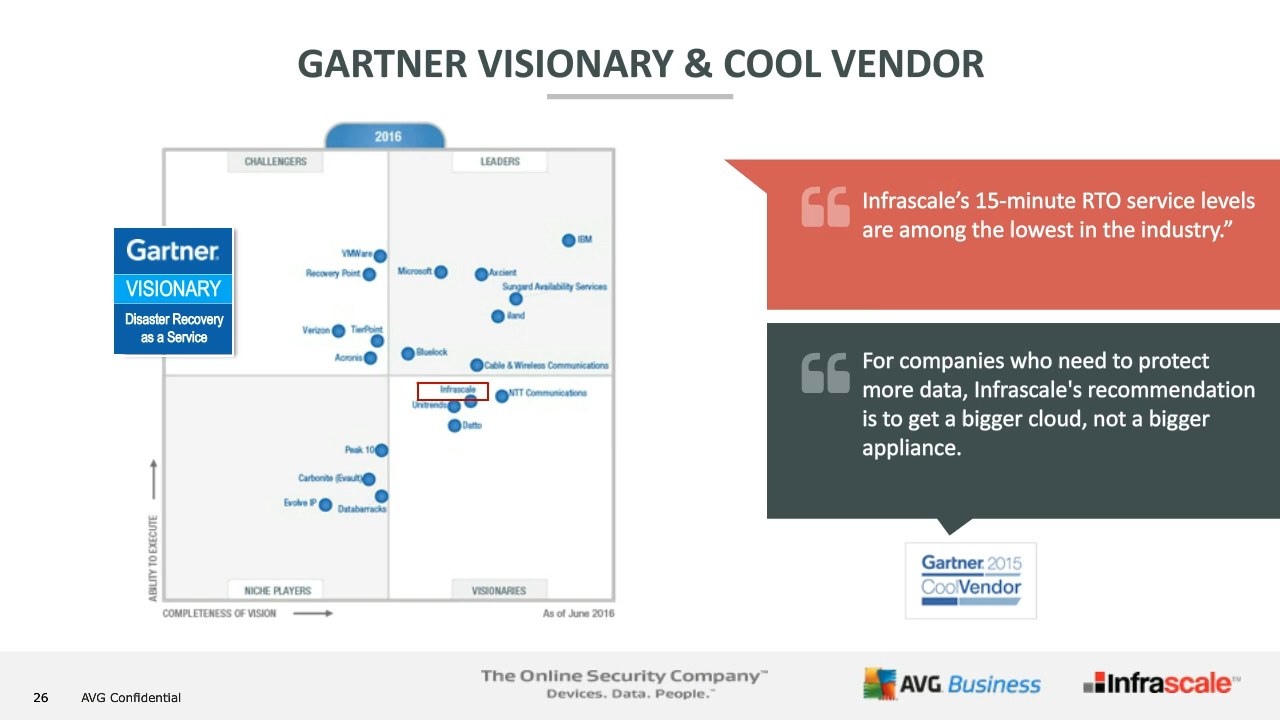 GARTNER VISIONARY & COOL VENDOR
2016
CHALLENGERS
LEADERS
Gartner.
VISIONARY
Disaster Recovery
as a Service
IBM
VMWare
Recovery Point
Microsoft
Axcient
Sungard Availability Services
iland
Verizon
TierPoint
Acronis
Bluelock
Cable & Wireless Communications
Infrascale
NTT Communications
Unitrends
Datto
Peak 10
Carbonite (Evault)
Evolve IP
Databarracks
ABILITY TO EXECUTE
NICHE PLAYERS
VISIONARIES
COMPLETENESS OF VISION
As of June 2016
Infrascale’s 15-minute RTO service levels
are among the lowest in the industry.”
For companies who need to protect
more data, Infrascale's recommendation
is to get a bigger cloud, not a bigger
appliance.
Gartner 2015
CoolVendor
26
AVG Confidential
The Online Security Company™
Devices. Data. People.™
AVG Business
Infrascale™